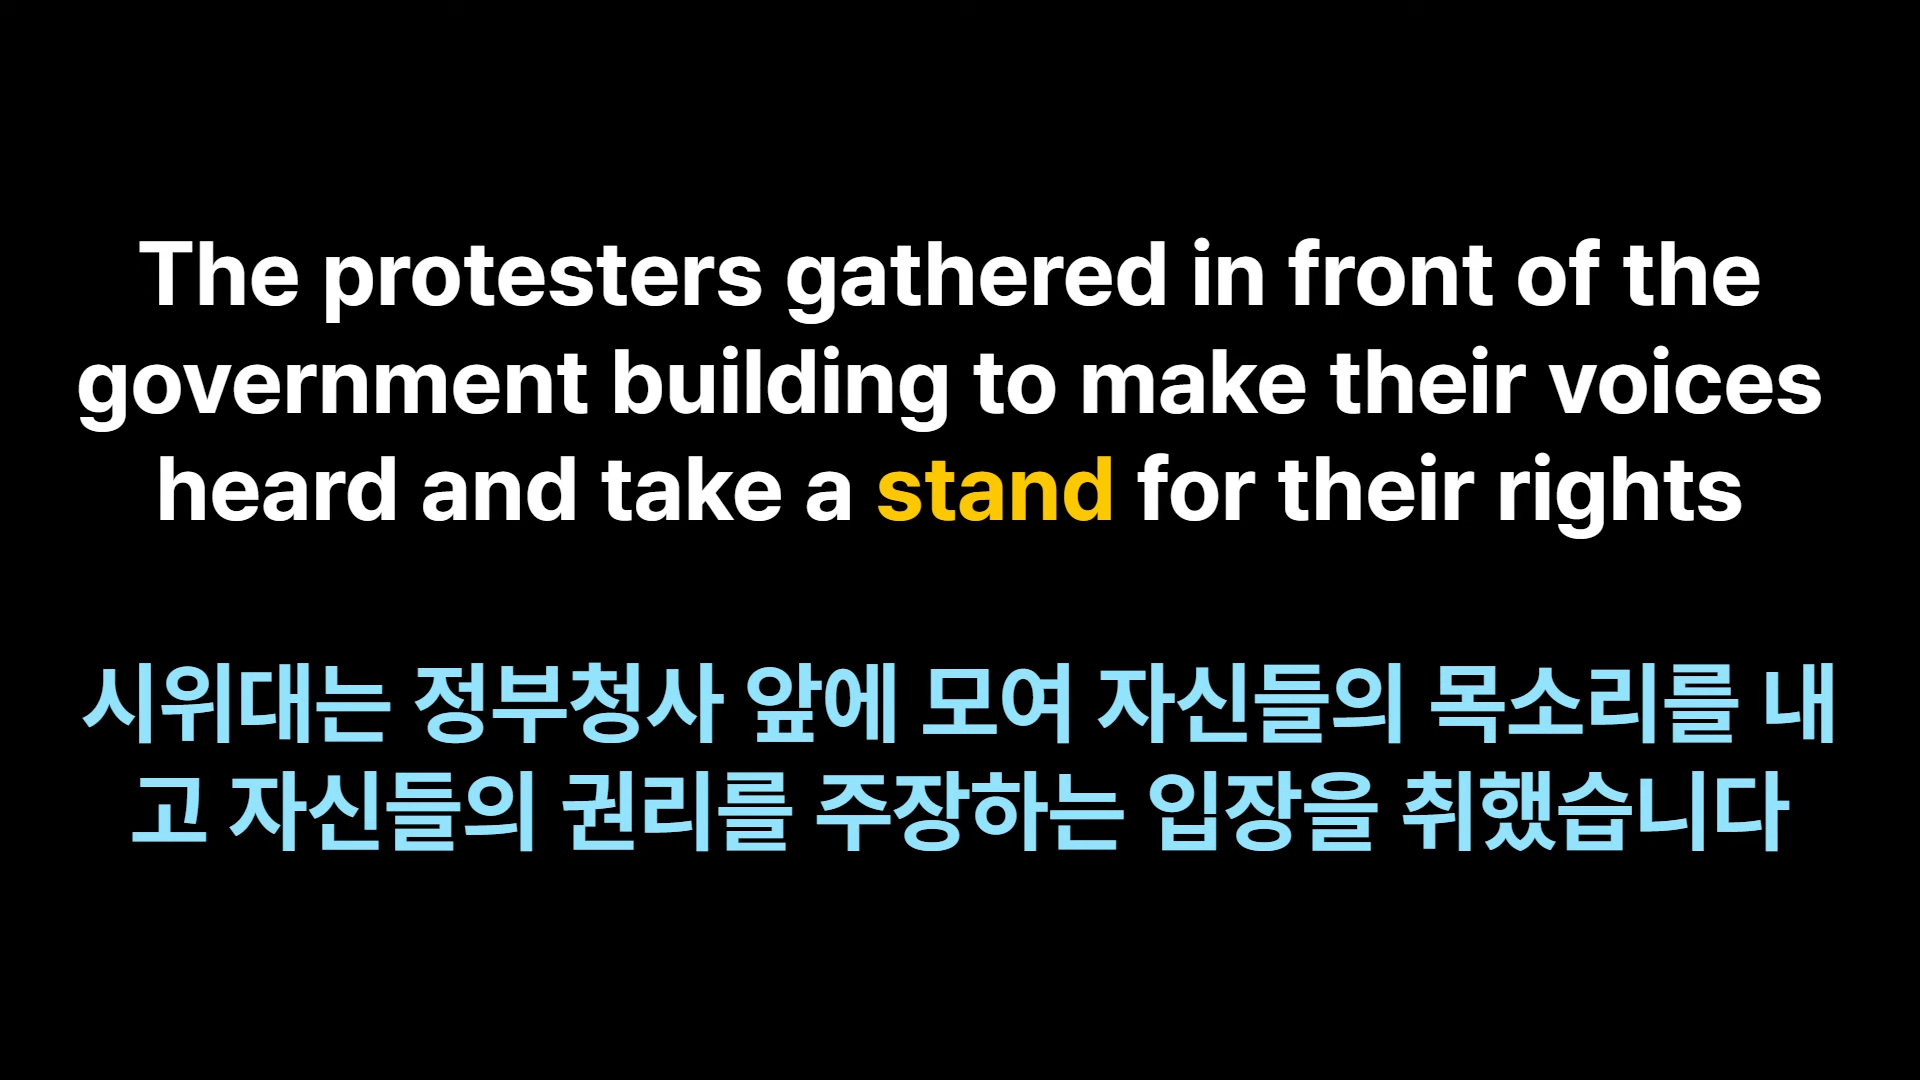 The protesters gathered in front of the
government building to make their voices
heard and take a stand for their rights
시위대는 정부청사 앞에 모여 자신들의 목소리를 내
고 자신들의 권리를 주장하는 입장을 취했습니다